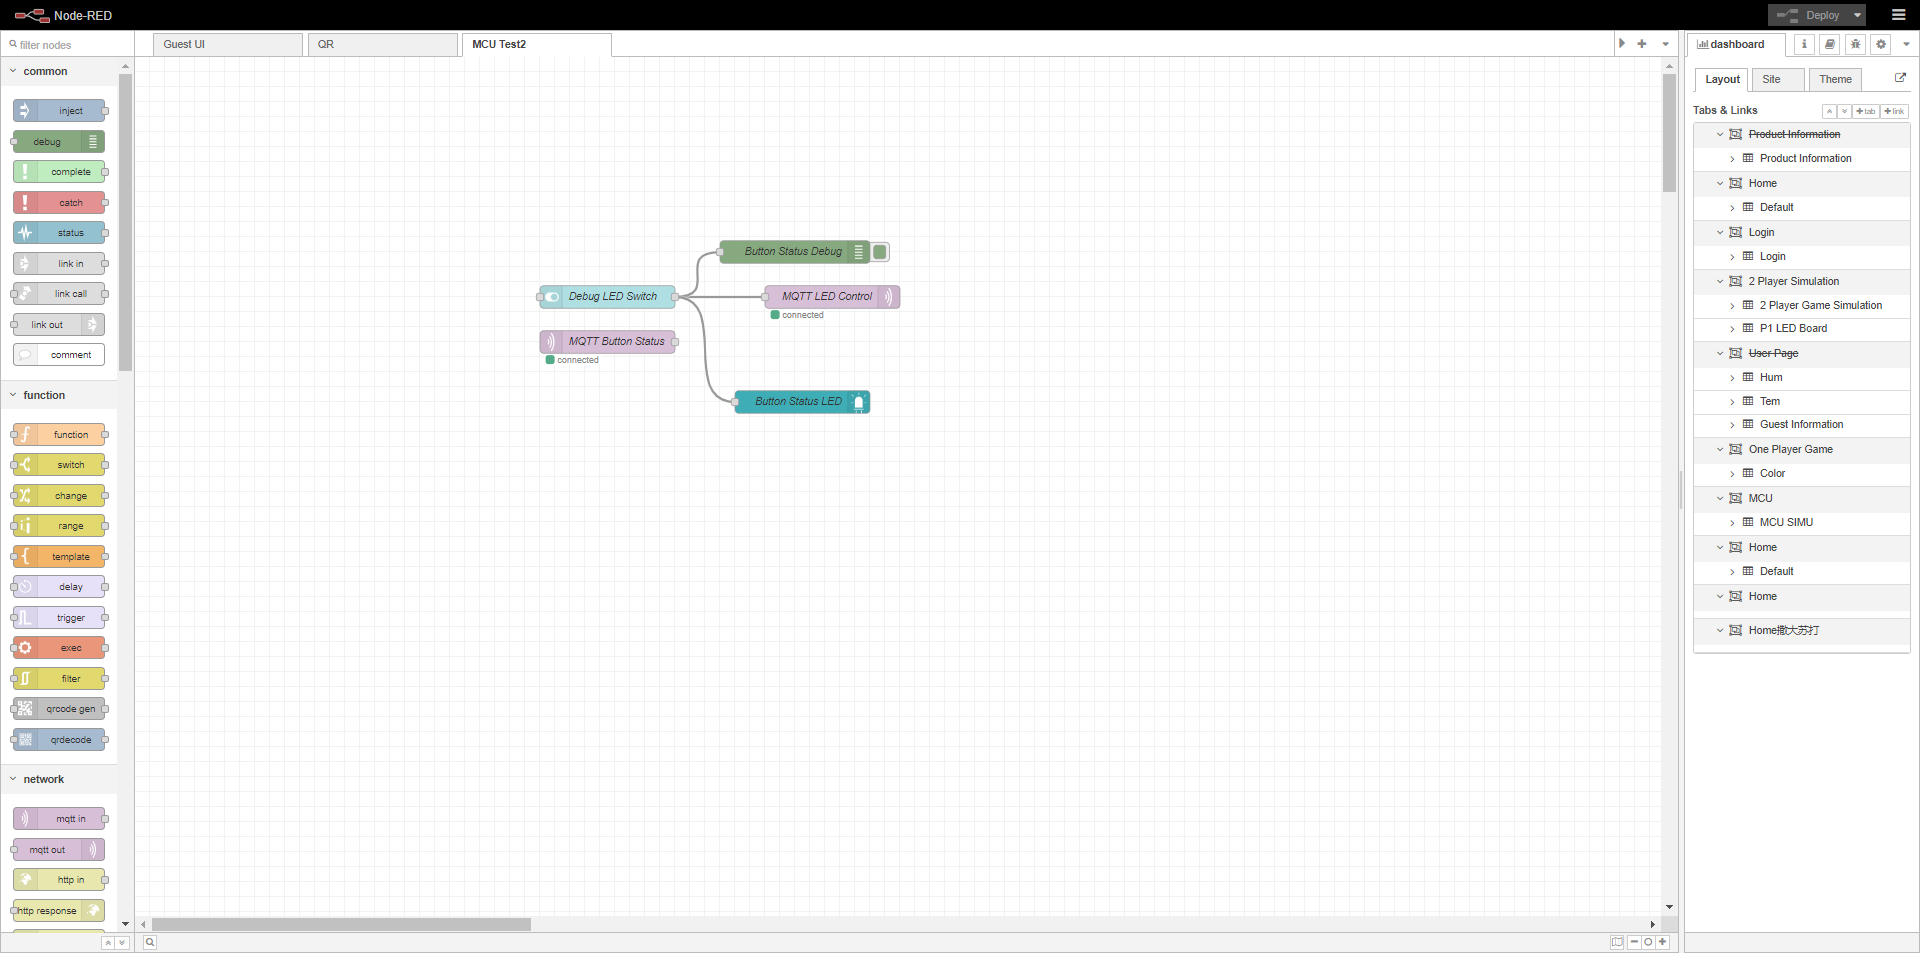 Node-RED
Deploy
filter nodes
Guest UI
QR
MCU Test2
dashboard
common
inject
debug
complete
catch
status
link in
link call
link out
comment
function
function
switch
change
range
template
delay
trigger
exec
filter
qrcode gen
qrdecode
network
mqtt in
mqtt out
http in
http response
Button Status Debug
Debug LED Switch
MQTT LED Control
connected
MQTT Button Status
connected
Button Status LED
Layout
Site
Theme
Tabs & Links
tab
link
Product Information
Product Information
Home
Default
Login
Login
2 Player Simulation
2 Player Game Simulation
P1 LED Board
User Page
Hum
Tem
Guest Information
One Player Game
Color
MCU
MCU SIMU
Home
Default
Home
Home撒大苏打